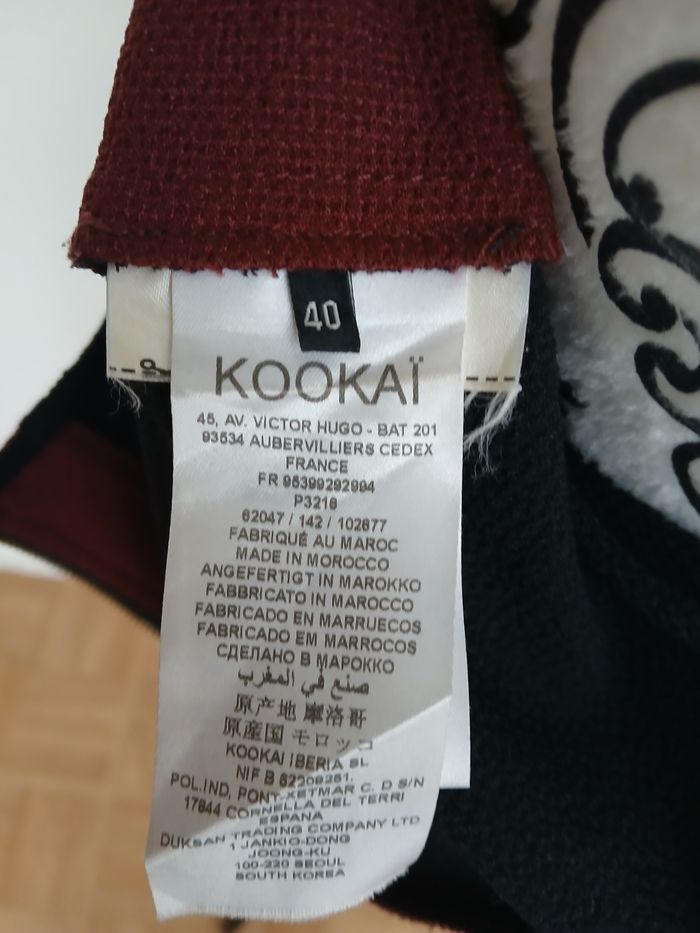 40
KOOKAÏ
45, AV. VICTOR HUGO - BAT 201
93534 AUBERVILLIERS CEDEX
FRANCE
FR 95399292994
P3216
62047 / 142 / 102677
FABRIQUÉ AU MAROC
MADE IN MOROCCO
ANGEFERTIGT IN MAROKKO
FABBRICATO IN MAROCCO
FABRICADO EN MARRUECOS
FABRICADO EM MARROCOS
СДЕЛАНО В МАРОККО
صنع في المغرب
原产地 摩洛哥
原産国 モロッコ
KOOKAI IBERIA SL
NIF B 62209251.
POL.IND, PONT-XETMAR C. D S/N
17844 CORNELLA DEL TERRI
ESPANA
DUKSAN TRADING COMPANY LTD
1 JANKIO-DONG
JOONG-KU
100-220 SEOUL
SOUTH KOREA